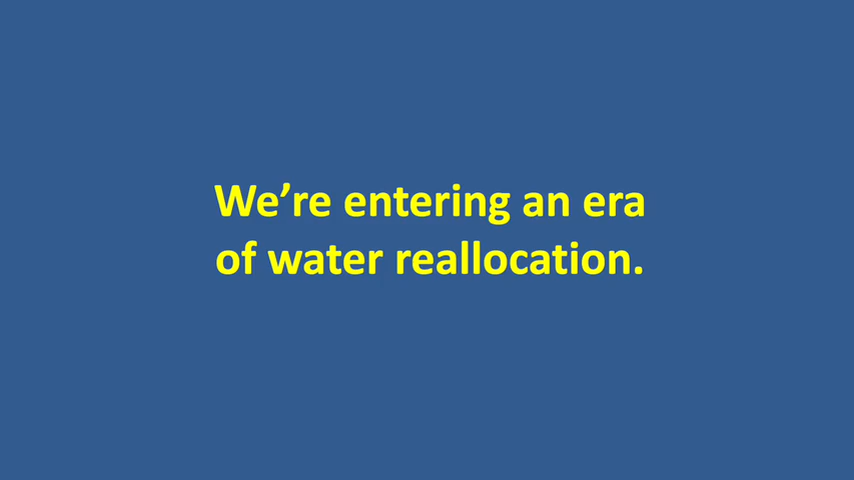 We’re entering an era
of water reallocation.